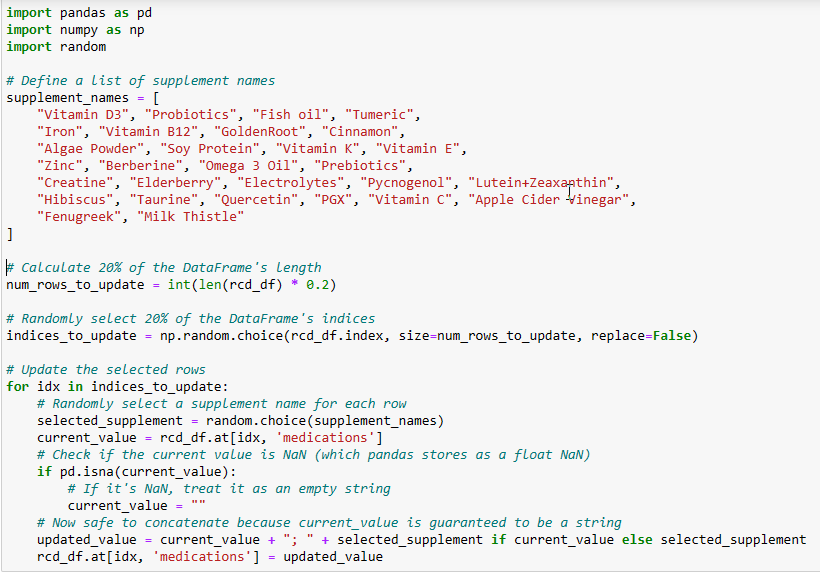 import pandas as pd
import numpy as np
import random
# Define a list of supplement names
supplement_names = [
"Vitamin D3", "Probiotics", "Fish oil", "Tumeric",
"Iron", "Vitamin B12", "GoldenRoot", "Cinnamon",
"Algae Powder", "Soy Protein", "Vitamin K", "Vitamin E",
"Zinc", "Berberine", "Omega 3 Oil", "Prebiotics",
"Creatine", "Elderberry", "Electrolytes", "Pycnogenol", "Lutein+Zeaxanthin",
"Hibiscus", "Taurine", "Quercetin", "PGX", "Vitamin C", "Apple Cider Vinegar",
"Fenugreek", "Milk Thistle"
]
# Calculate 20% of the DataFrame's length
num_rows_to_update = int(len(rcd_df) * 0.2)
# Randomly select 20% of the DataFrame's indices
indices_to_update = np.random.choice(rcd_df.index, size=num_rows_to_update, replace=False)
# Update the selected rows
for idx in indices_to_update:
# Randomly select a supplement name for each row
selected_supplement = random.choice(supplement_names)
current_value = rcd_df.at[idx, 'medications']
# Check if the current value is NaN (which pandas stores as a float NaN)
if pd.isna(current_value):
# If it's NaN, treat it as an empty string
current_value = ""
# Now safe to concatenate because current_value is guaranteed to be a string
updated_value = current_value + "; " + selected_supplement if current_value else selected_supplement
rcd_df.at[idx, 'medications'] = updated_value